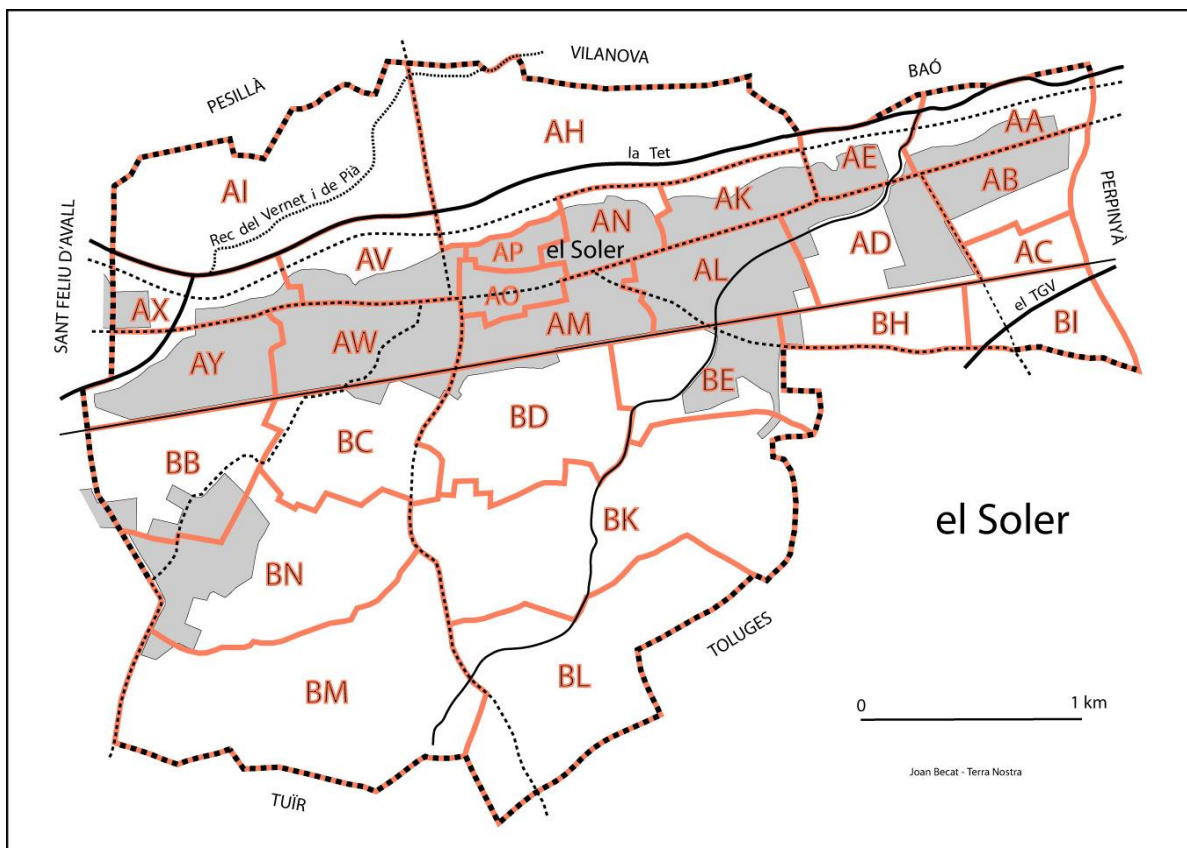 VILANOVA
PESILLÀ
BAÓ
AH
la Tet
AA
AE
AI
Rec del Vernet i de Pià
AB
AK
PERPINYÀ
AN
AV
AP
el Soler
AD
AC
SANT FELIU D'AVALL
AX
AO
AL
el TGV
AW
AM
BH
BI
AY
BE
BD
BC
BB
BK
el Soler
BN
TOLUGES
BL
BM
0
1 km
Joan Becat - Terra Nostra
TUÏR